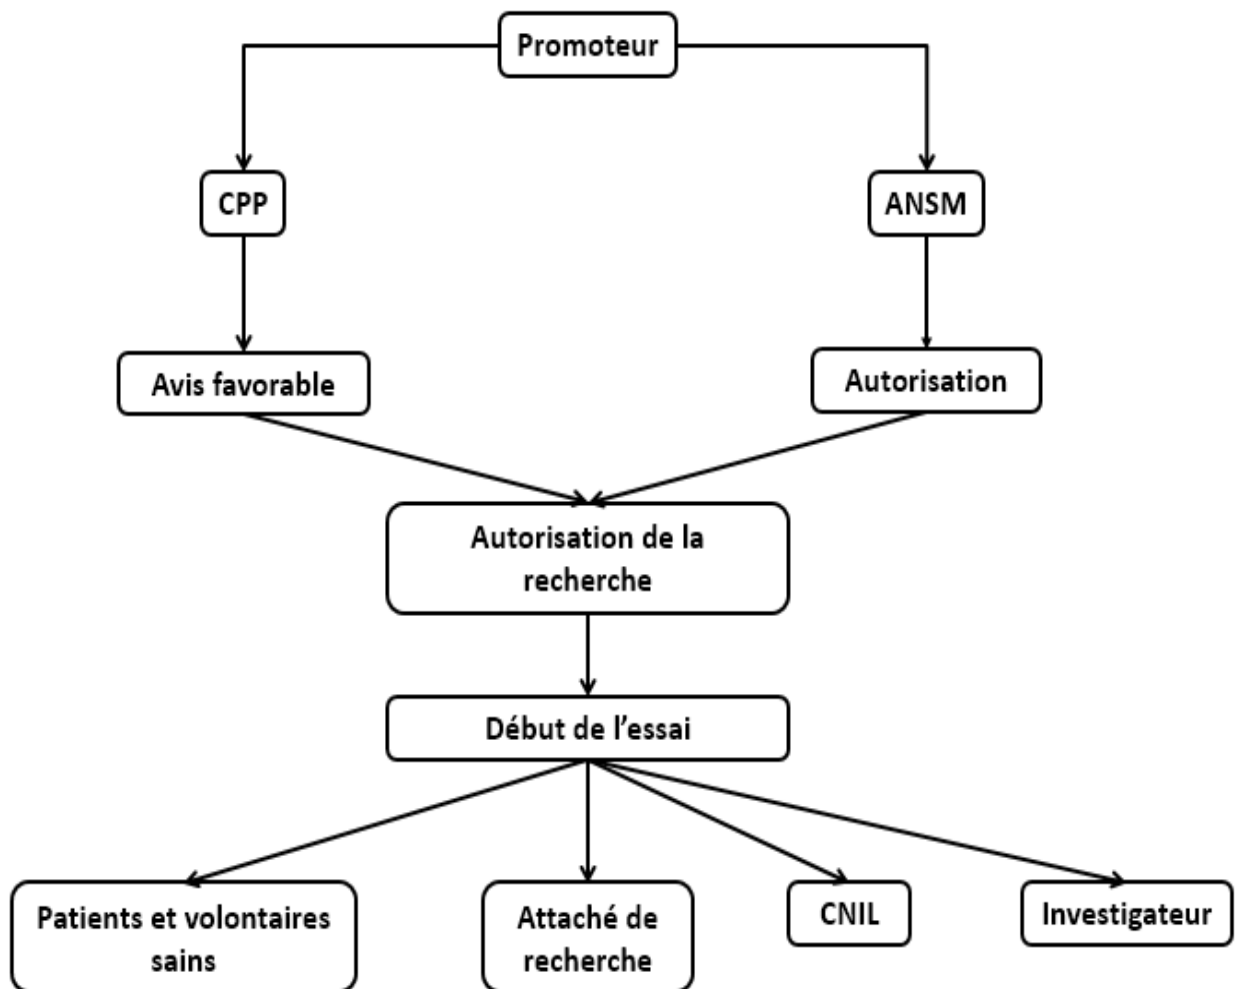 Promoteur
CPP
ANSM
Avis favorable
Autorisation
Autorisation de la
recherche
Début de l’essai
Patients et volontaires
sains
Attaché de
recherche
CNIL
Investigateur